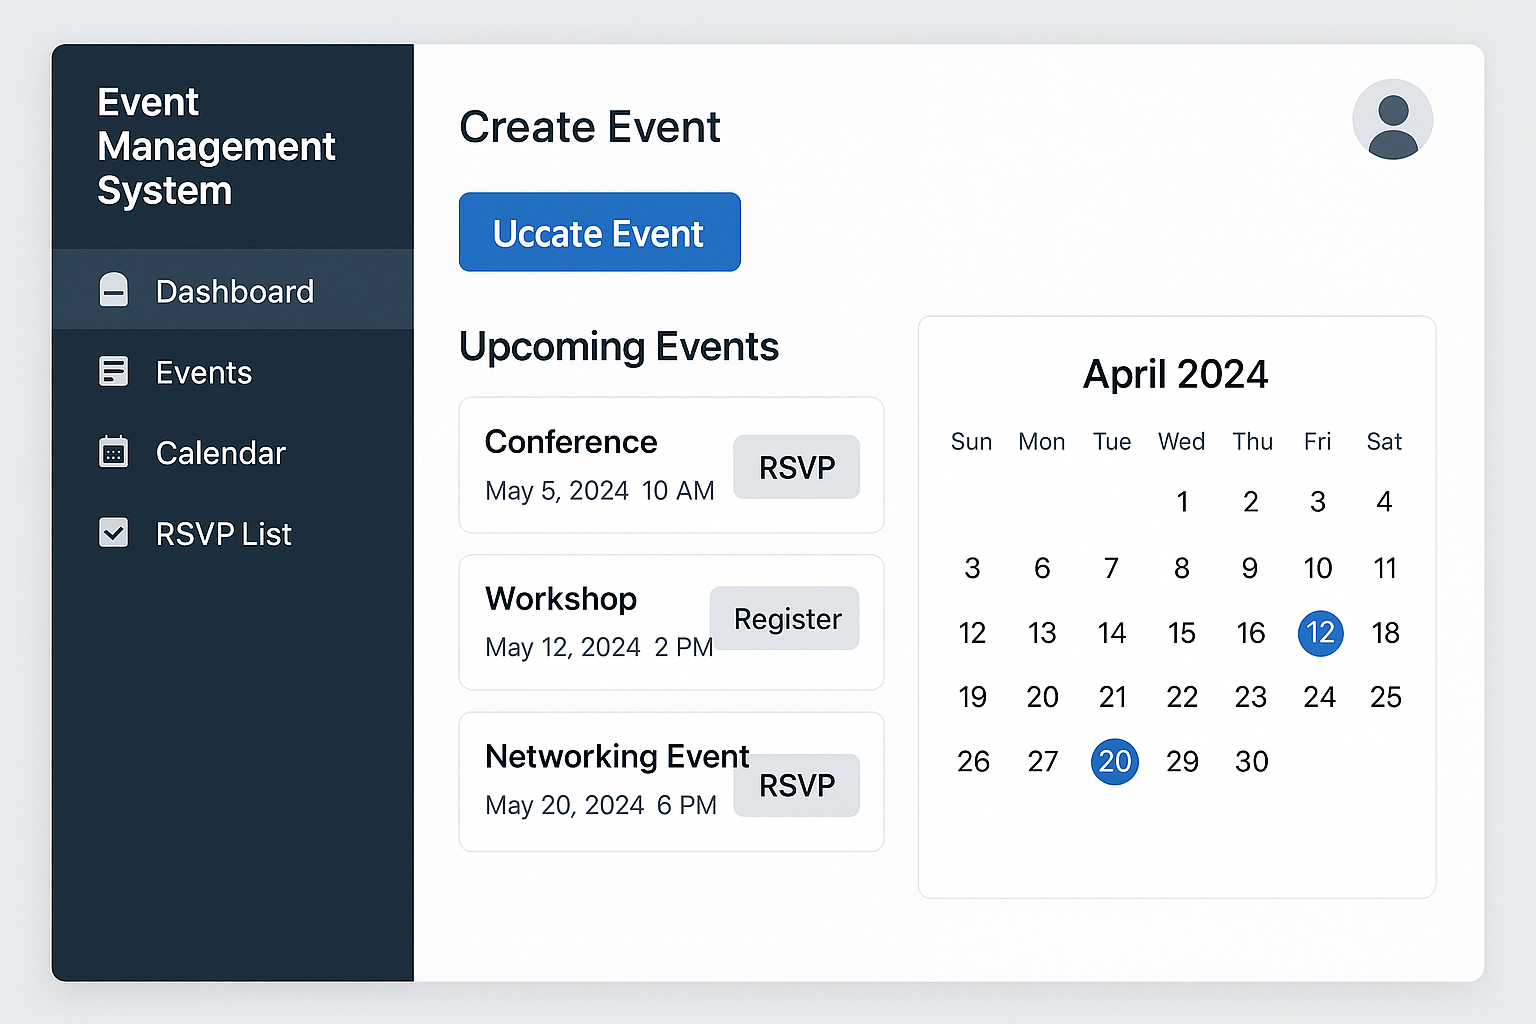 Event
Management
System
Dashboard
Events
Calendar
RSVP List
Create Event
Uccate Event
Upcoming Events
Conference
May 5, 2024 10 AM
RSVP
Workshop
May 12, 2024 2 PM
Register
Networking Event
May 20, 2024 6 PM
RSVP
April 2024
Sun Mon Tue Wed Thu Fri Sat
1 2 3 4
3 6 7 8 9 10 11
12 13 14 15 16 12 18
19 20 21 22 23 24 25
26 27 20 29 30